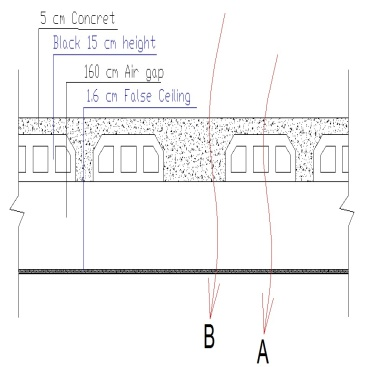 5 cm Concret
Black 15 cm height
160 cm Air gap
1.6 cm False Ceiling
B
A